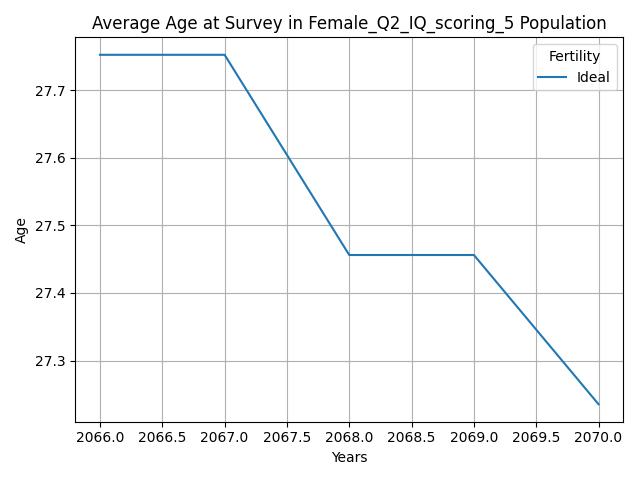 Average Age at Survey in Female_Q2_IQ_scoring_5 Population
Fertility
Ideal
27.7
27.6
27.5
27.4
27.3
Age
2066.0 2066.5 2067.0 2067.5 2068.0 2068.5 2069.0 2069.5 2070.0
Years